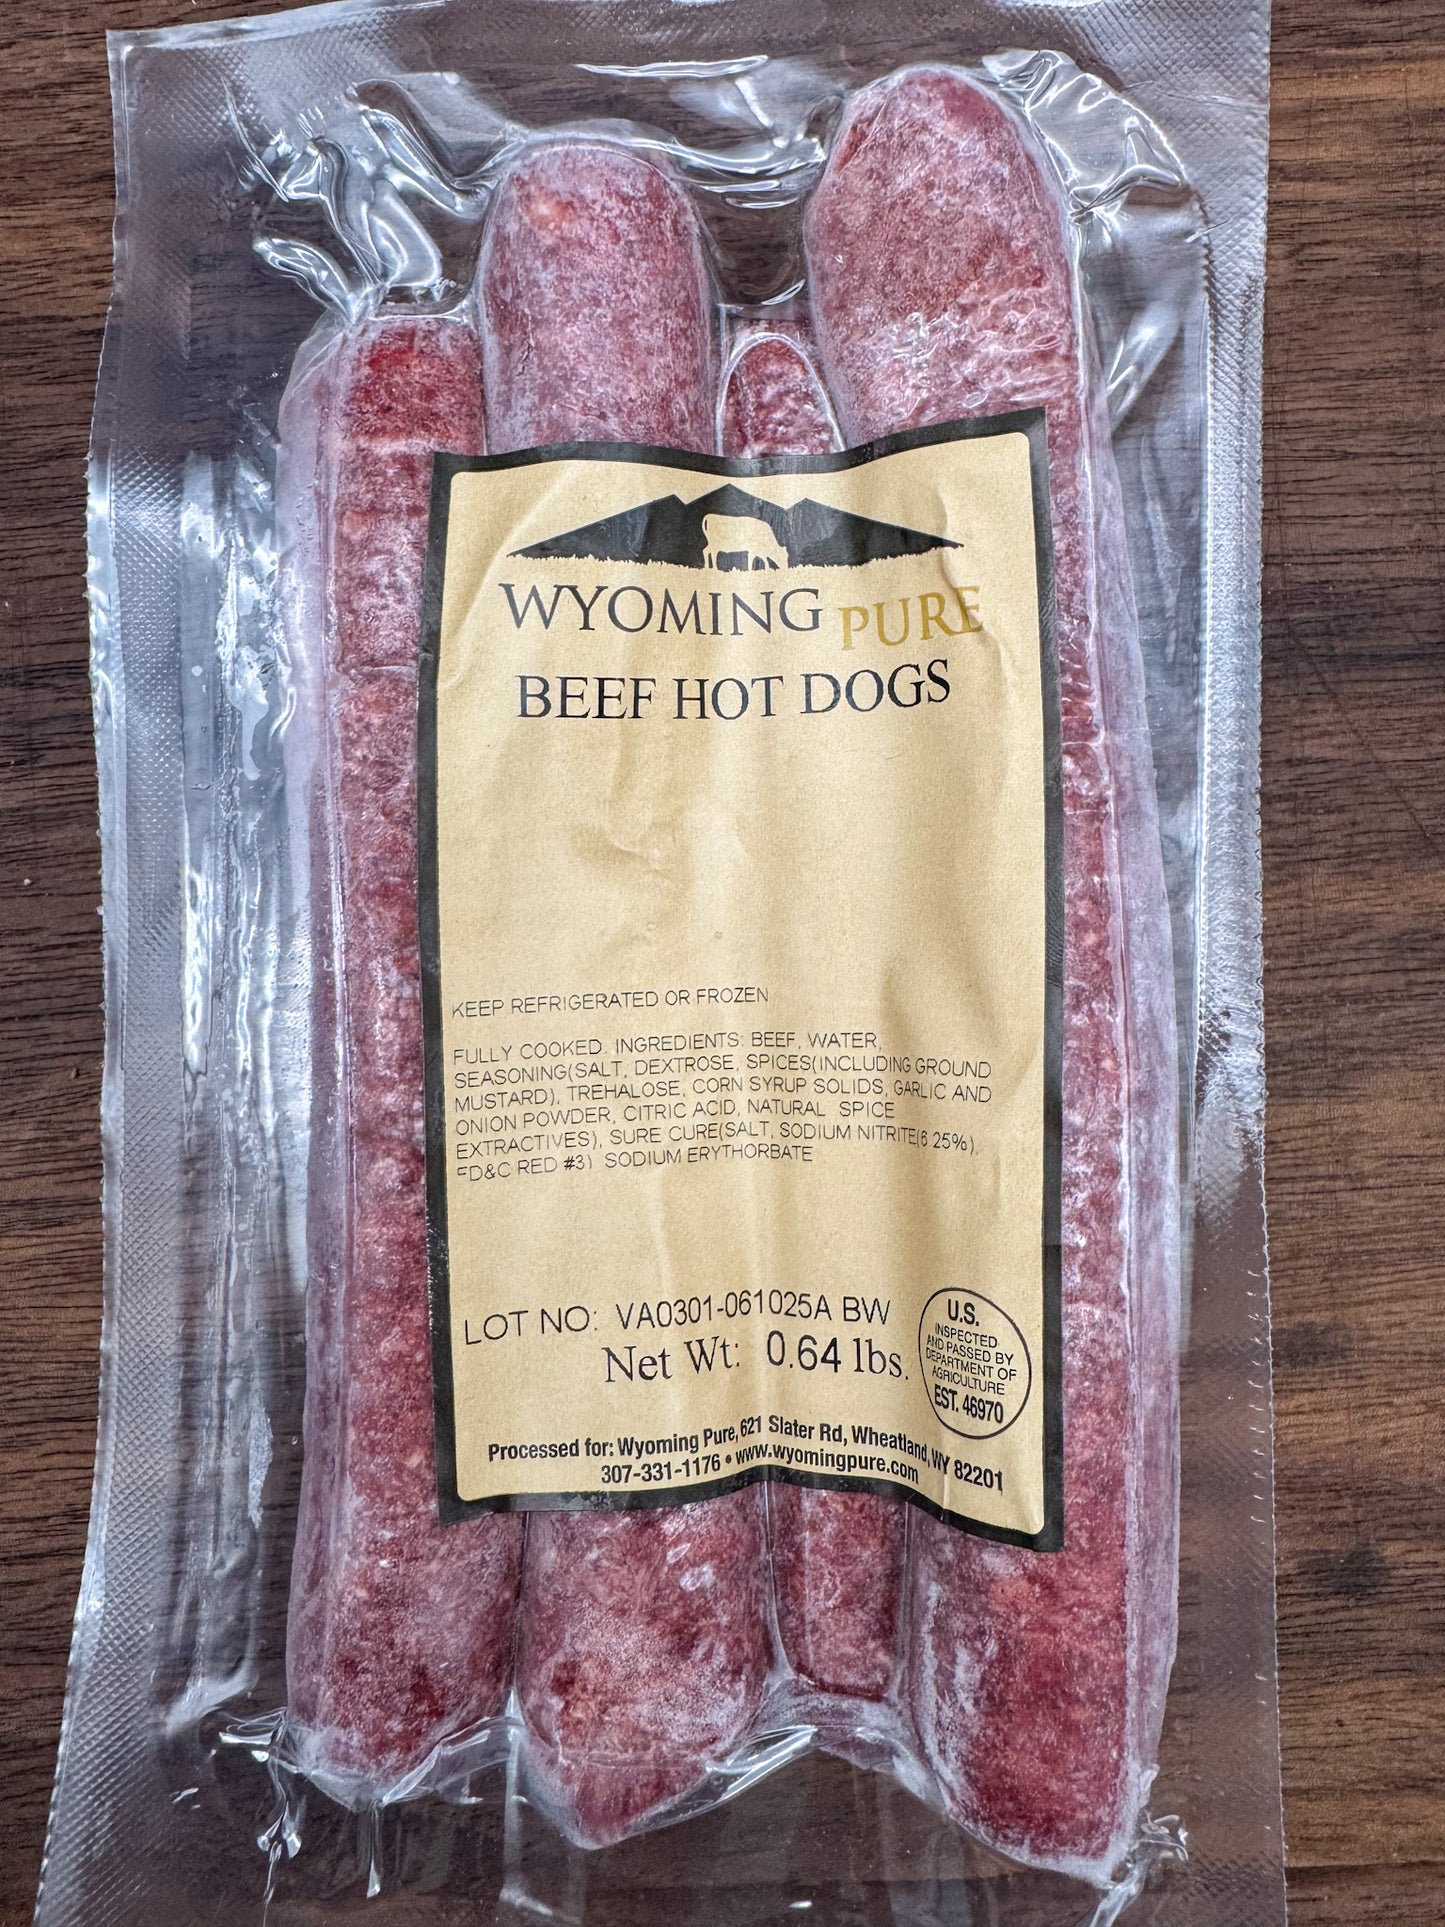 WYOMING PURE
BEEF HOT DOGS
KEEP REFRIGERATED OR FROZEN
FULLY COOKED. INGREDIENTS: BEEF, WATER,
SEASONING(SALT, DEXTROSE, SPICES(INCLUDING GROUND
MUSTARD), TREHALOSE, CORN SYRUP SOLIDS, GARLIC AND
ONION POWDER, CITRIC ACID, NATURAL SPICE
EXTRACTIVES), SURE CURE(SALT, SODIUM NITRITE(6 25%),
FD&C RED #3) SODIUM ERYTHORBATE
LOT NO: VA0301-061025A BW
Net Wt: 0.64 lbs.
U.S.
INSPECTED
AND PASSED BY
DEPARTMENT OF
AGRICULTURE
EST. 46970
Processed for: Wyoming Pure, 621 Slater Rd, Wheatland, WY 82201
307-331-1176 • www.wyomingpure.com